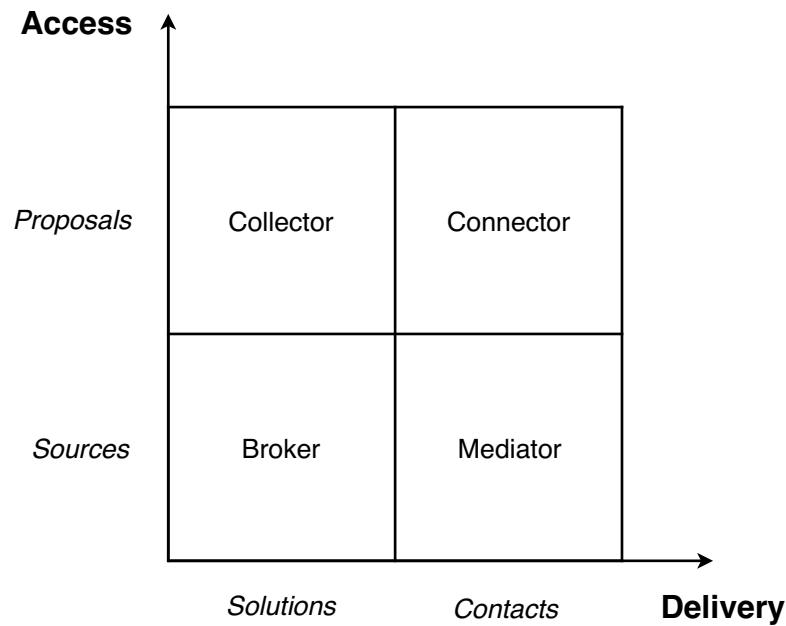 Access
Proposals
Collector
Connector
Sources
Broker
Mediator
Solutions
Contacts
Delivery